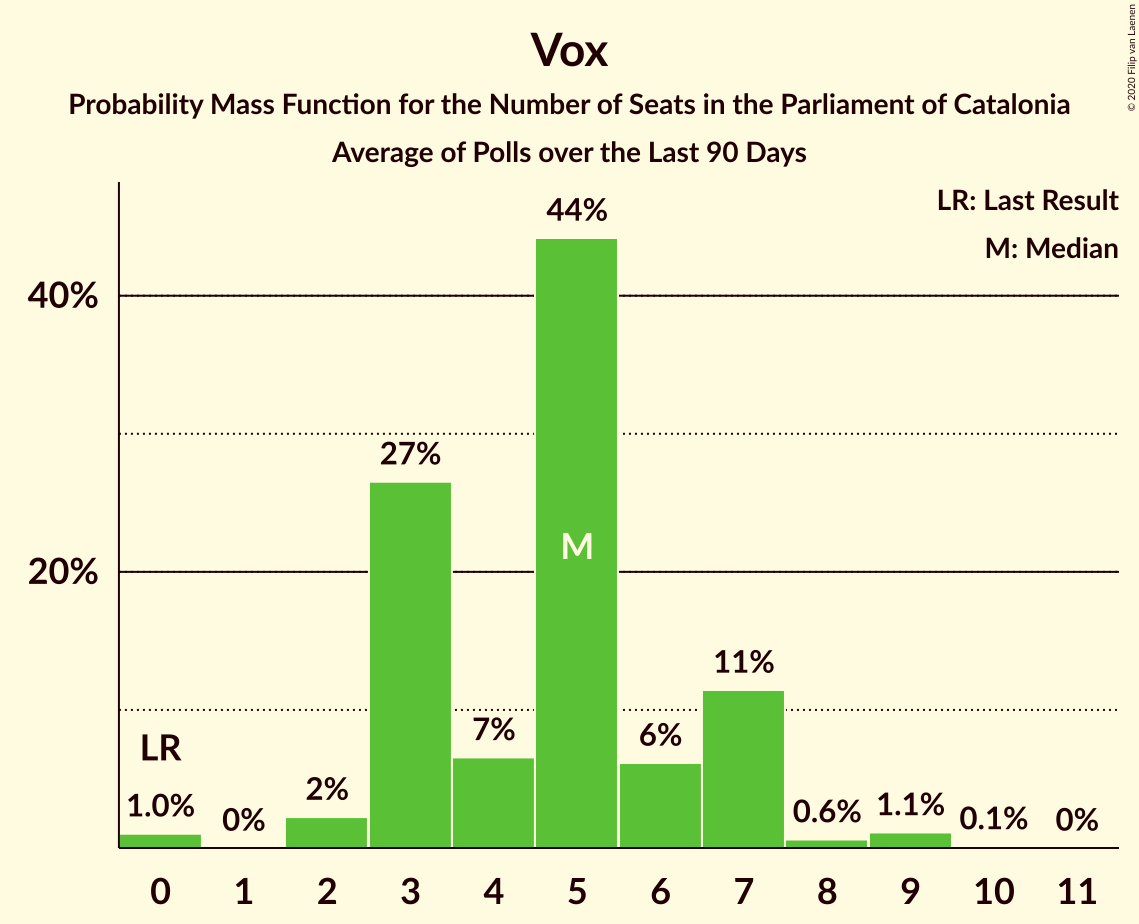 Vox
Probability Mass Function for the Number of Seats in the Parliament of Catalonia
Average of Polls over the Last 90 Days
© 2020 Filip van Laenen
LR: Last Result
M: Median
40%
20%
LR
1.0%
0%
2%
27%
7%
44%
M
6%
11%
0.6%
1.1%
0.1%
0%
0 1 2 3 4 5 6 7 8 9 10 11